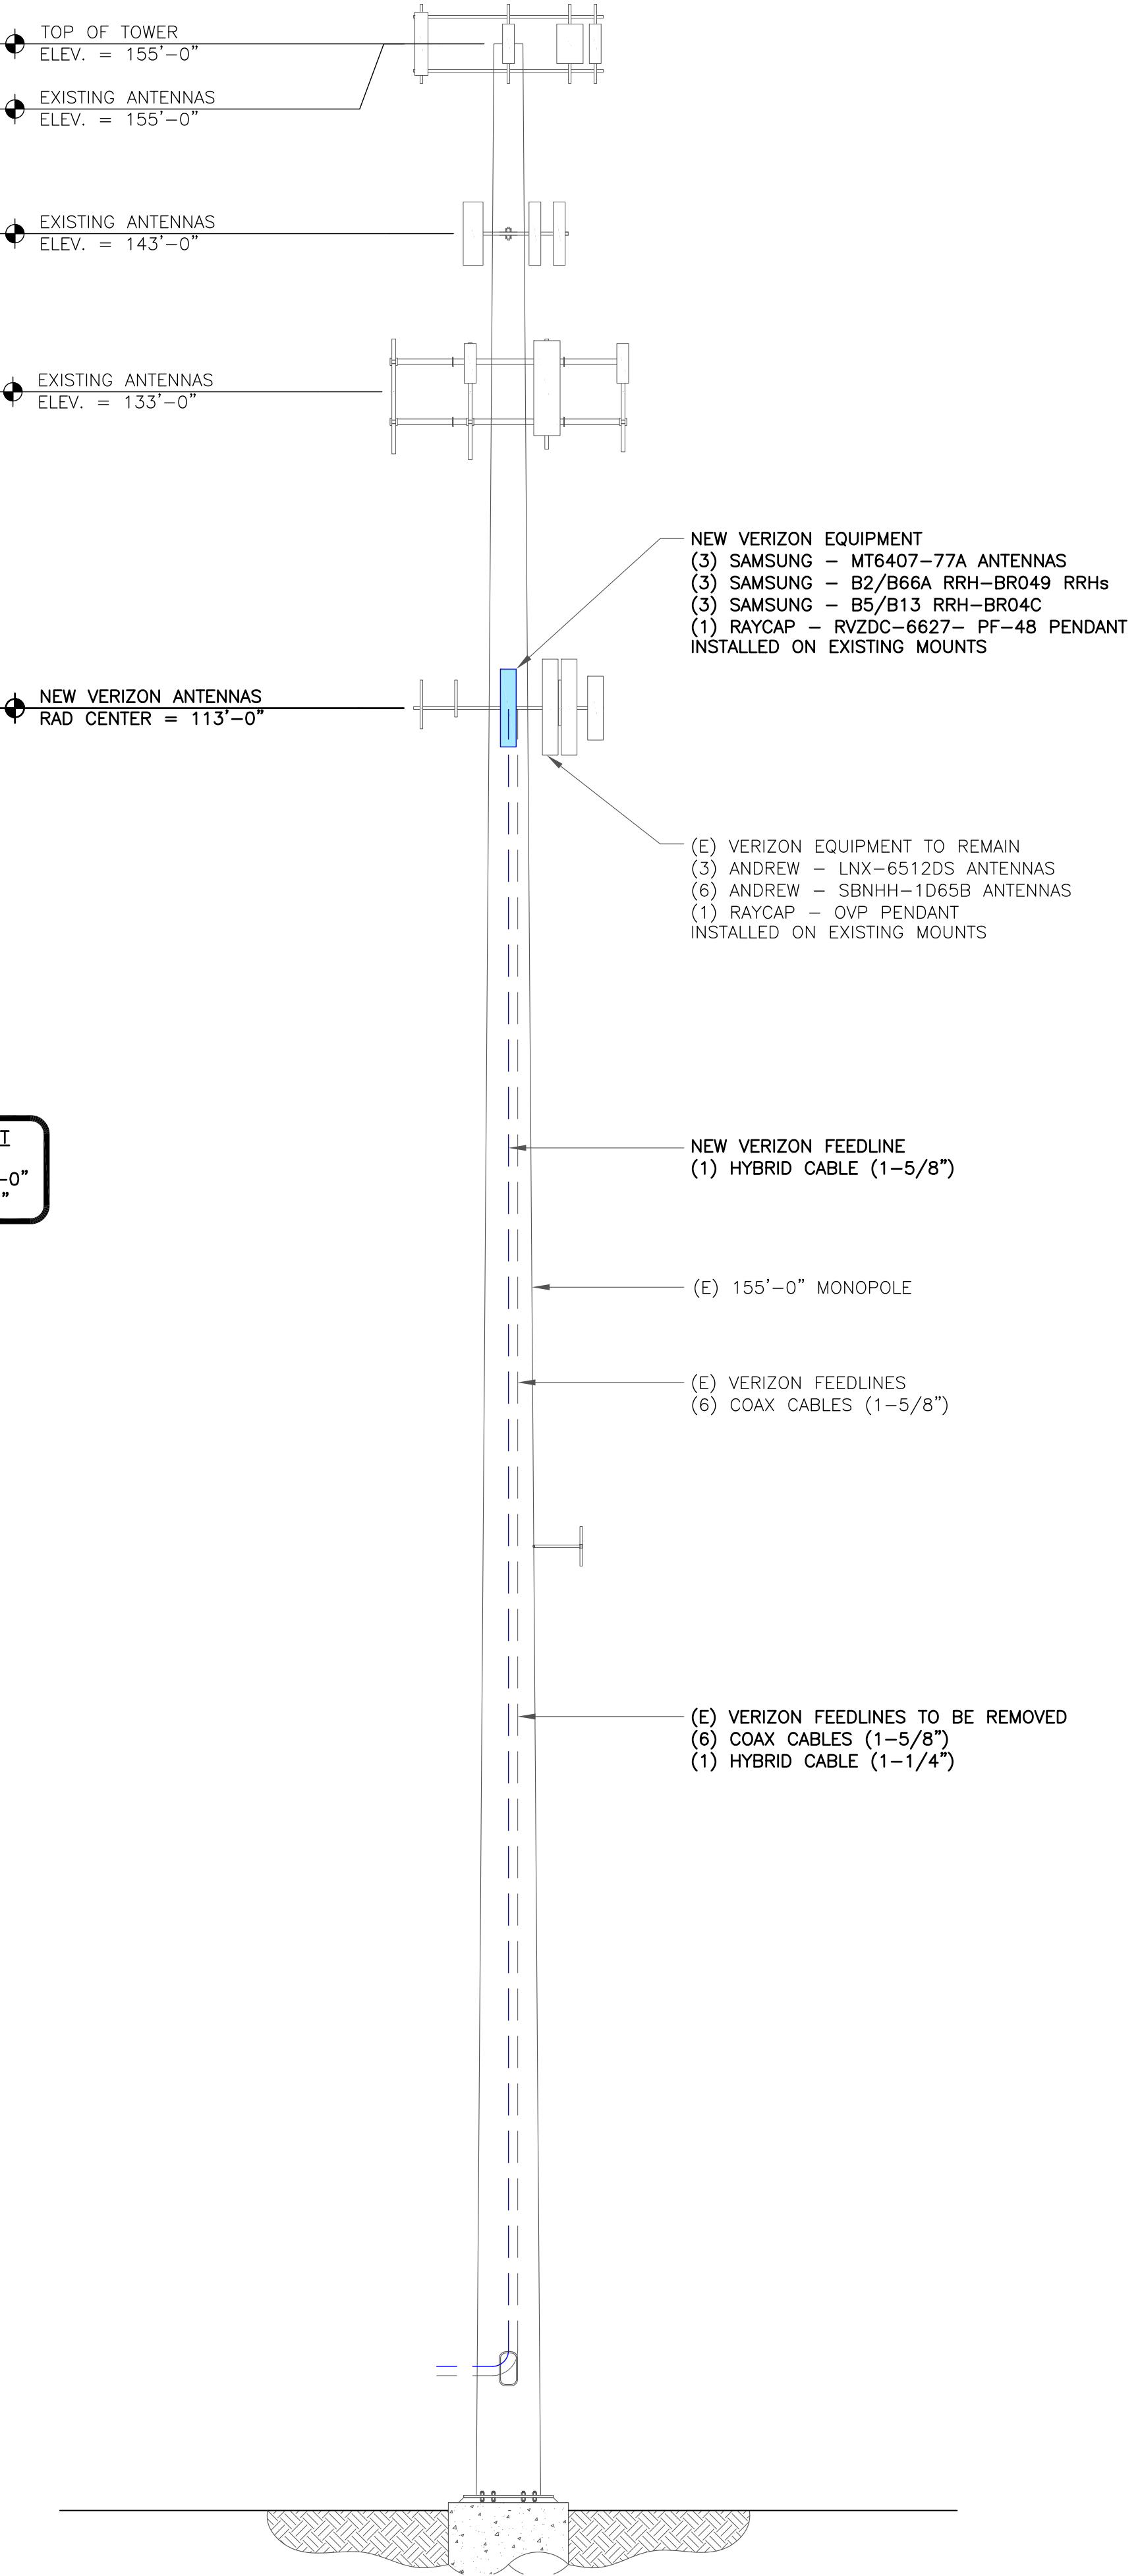 TOP OF TOWER
ELEV. = 155'-0"
EXISTING ANTENNAS
ELEV. = 155'-0"
EXISTING ANTENNAS
ELEV. = 143'-0"
EXISTING ANTENNAS
ELEV. = 133'-0"
NEW VERIZON EQUIPMENT
(3) SAMSUNG - MT6407-77A ANTENNAS
(3) SAMSUNG - B2/B66A RRH-BR049 RRHs
(3) SAMSUNG - B5/B13 RRH-BR04C
(1) RAYCAP - RVZDC-6627- PF-48 PENDANT
INSTALLED ON EXISTING MOUNTS
NEW VERIZON ANTENNAS
RAD CENTER = 113'-0"
(E) VERIZON EQUIPMENT TO REMAIN
(3) ANDREW - LNX-6512DS ANTENNAS
(6) ANDREW - SBNHH-1D65B ANTENNAS
(1) RAYCAP - OVP PENDANT
INSTALLED ON EXISTING MOUNTS
T
-0"
"
NEW VERIZON FEEDLINE
(1) HYBRID CABLE (1-5/8")
(E) 155'-0" MONOPOLE
(E) VERIZON FEEDLINES
(6) COAX CABLES (1-5/8")
(E) VERIZON FEEDLINES TO BE REMOVED
(6) COAX CABLES (1-5/8")
(1) HYBRID CABLE (1-1/4")